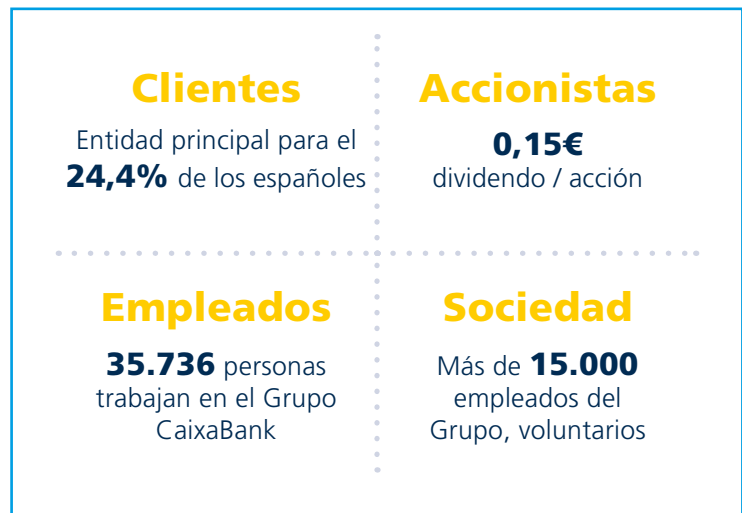 Clientes
Entidad principal para el
24,4% de los españoles
Accionistas
0,15€
dividendo / acción
Empleados
35.736 personas
trabajan en el Grupo
CaixaBank
Sociedad
Más de 15.000
empleados del
Grupo, voluntarios